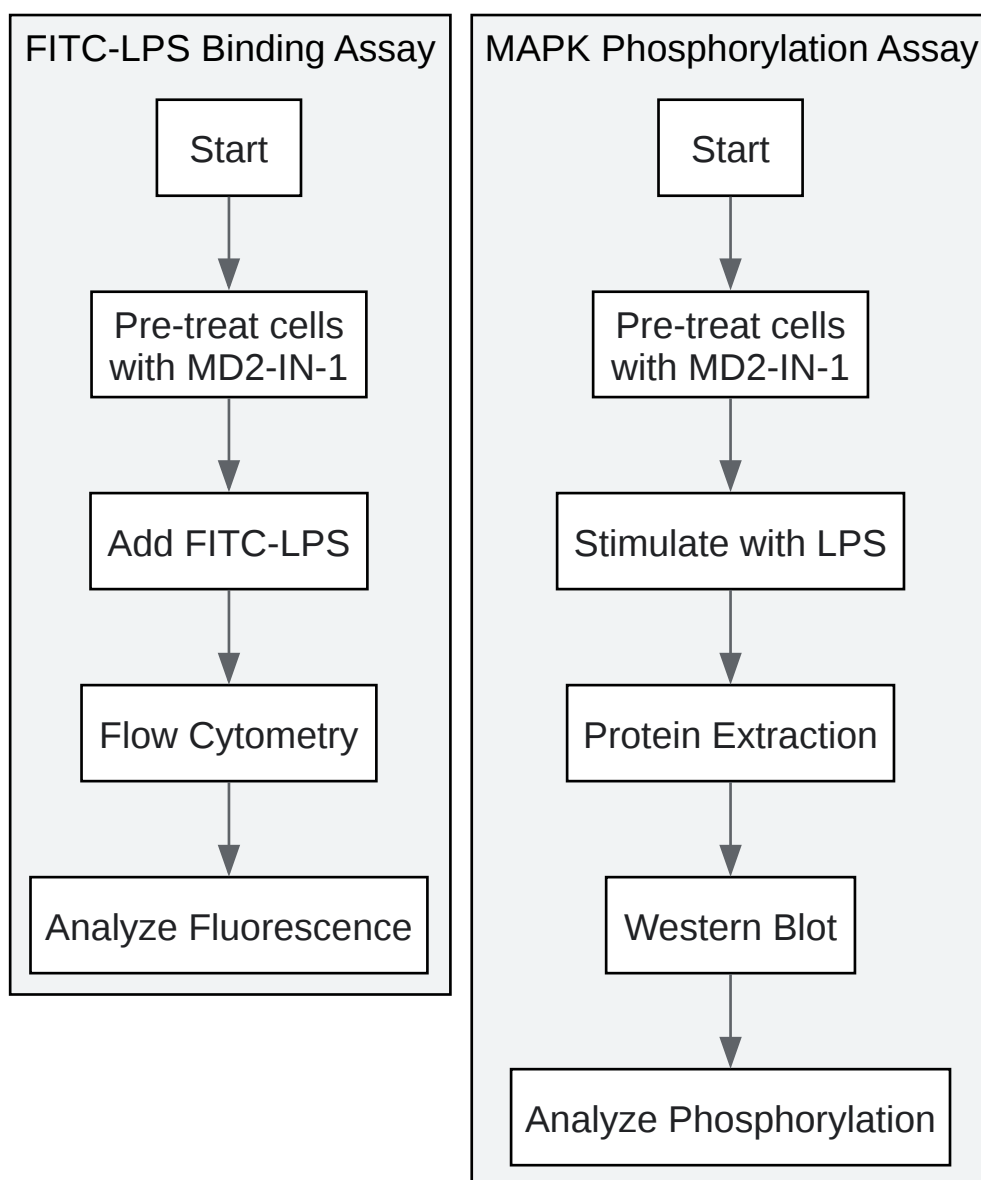 FITC-LPS Binding Assay
Start
Pre-treat cells
with MD2-IN-1
Add FITC-LPS
Flow Cytometry
Analyze Fluorescence
MAPK Phosphorylation Assay
Start
Pre-treat cells
with MD2-IN-1
Stimulate with LPS
Protein Extraction
Western Blot
Analyze Phosphorylation